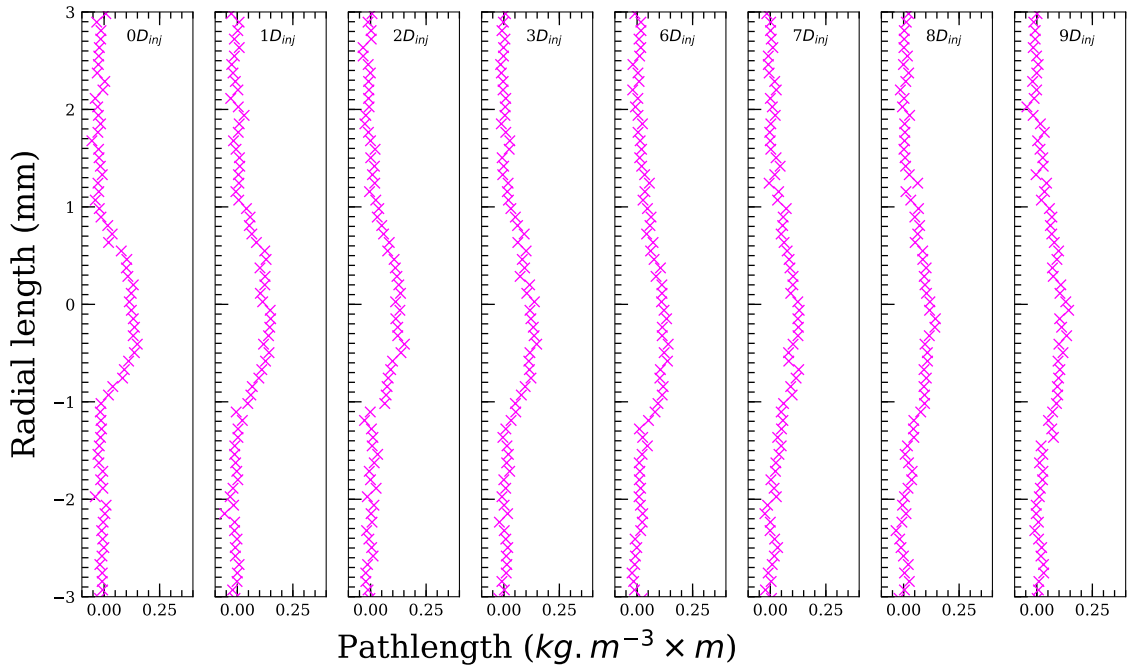 0D_inj 1D_inj 2D_inj 3D_inj 6D_inj 7D_inj 8D_inj 9D_inj
3
2
1
0
−1
−2
−3
Radial length (mm)
0.00 0.25 0.00 0.25 0.00 0.25 0.00 0.25 0.00 0.25 0.00 0.25 0.00 0.25 0.00 0.25
Pathlength (kg.m⁻³ × m)